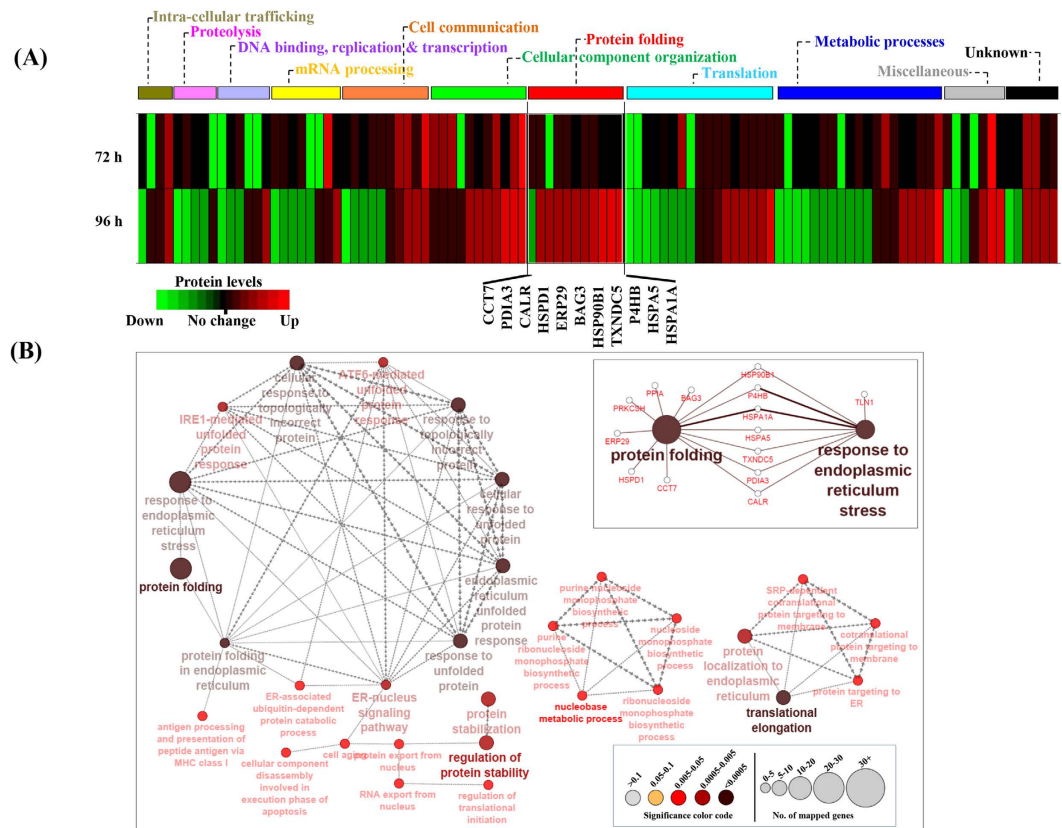 (A)
Intra-cellular trafficking
Proteolysis
DNA binding, replication & transcription
mRNA processing
Cell communication
Cellular component organization
Protein folding
Translation
Metabolic processes
Miscellaneous
Unknown
72 h
96 h
Protein levels
Down
No change
Up
CCT7
PDIA3
CALR
HSPD1
ERP29
BAG3
HSP90B1
TXNDC5
P4HB
HSPA5
HSPA1A
(B)
cellular
response to
topologically
incorrect protein
ATF6-mediated
unfolded
protein
response
IRE1-mediated
unfolded
protein
response
response to
topologically
incorrect
protein
response to
endoplasmic
reticulum
stress
cellular
response to
unfolded
protein
protein folding
endoplasmic
reticulum
unfolded
protein
response
protein folding
in endoplasmic
reticulum
response to
unfolded
protein
ER-associated
ubiquitin-dependent
protein catabolic
process
ER-nucleus
signaling
pathway
antigen processing
and presentation of
peptide antigen via
MHC class I
protein
stabilization
cell aging
protein export from
nucleus
regulation of
protein stability
cellular component
disassembly
involved in
execution phase of
apoptosis
RNA export from
nucleus
regulation of
translational
initiation
HSP90B1
P4HB
HSPA1A
HSPA5
TXNDC5
PDIA3
CALR
PPIA
BAG3
PRKCSH
ERP29
HSPD1
CCT7
TLN1
protein folding
response to
endoplasmic
reticulum
stress
purine nucleoside
monophosphate
biosynthetic
process
purine
ribonucleoside
monophosphate
biosynthetic
process
nucleoside
monophosphate
biosynthetic
process
nucleobase
metabolic process
ribonucleoside
monophosphate
biosynthetic
process
SRP-dependent
cotranslational
protein targeting to
membrane
protein
localization to
endoplasmic
reticulum
cotranslational
protein targeting to
membrane
protein targeting to
ER
translational
elongation
>0.1
0.05-0.1
0.005-0.05
0.0005-0.005
<0.0005
Significance color code
0-5
5-10
10-20
20-30
30+
No. of mapped genes